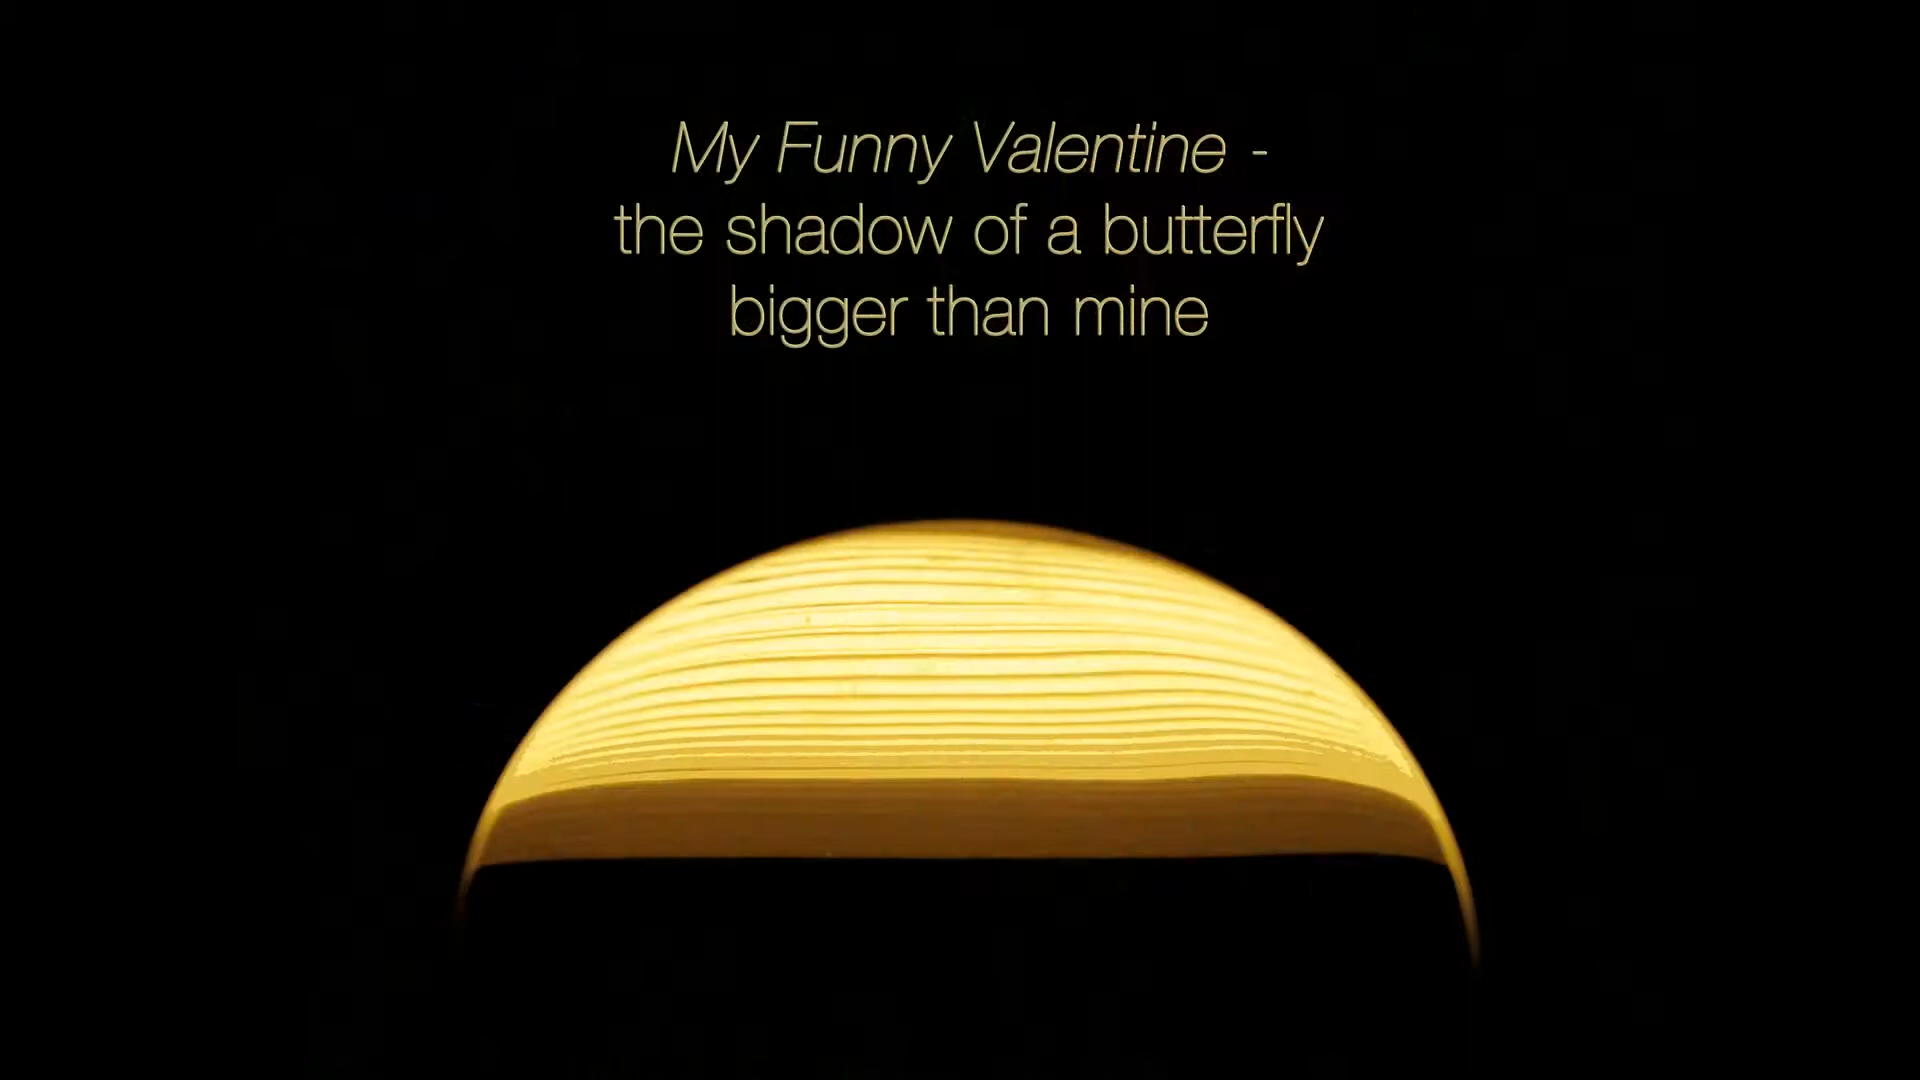 My Funny Valentine -
the shadow of a butterfly
bigger than mine